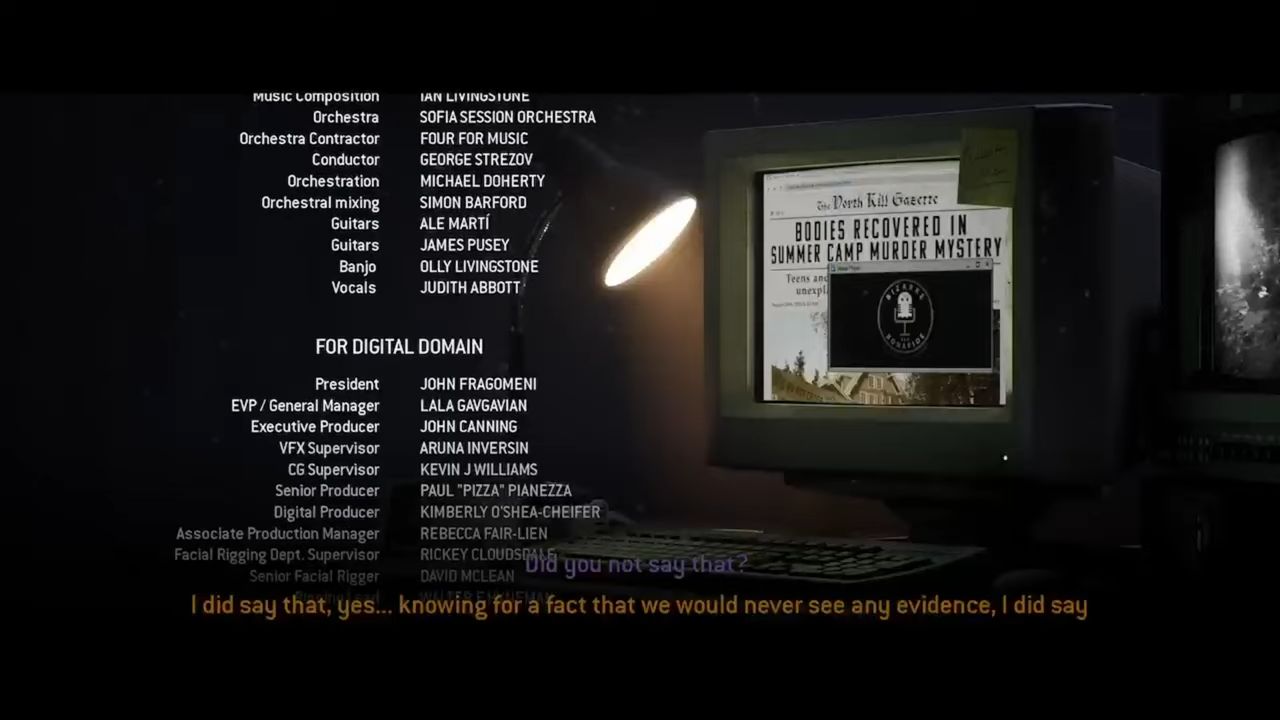 Music Composition IAN LIVINGSTONE
Orchestra SOFIA SESSION ORCHESTRA
Orchestra Contractor FOUR FOR MUSIC
Conductor GEORGE STREZOV
Orchestration MICHAEL DOHERTY
Orchestral mixing SIMON BARFORD
Guitars ALE MARTÍ
Guitars JAMES PUSEY
Banjo OLLY LIVINGSTONE
Vocals JUDITH ABBOTT
FOR DIGITAL DOMAIN
President JOHN FRAGOMENI
EVP / General Manager LALA GAVGAVIAN
Executive Producer JOHN CANNING
VFX Supervisor ARUNA INVERSIN
CG Supervisor KEVIN J WILLIAMS
Senior Producer PAUL "PIZZA" PIANEZZA
Digital Producer KIMBERLY O'SHEA-CHEIFER
Associate Production Manager REBECCA FAIR-LIEN
Facial Rigging Dept. Supervisor RICKEY CLOUDSDALE
Senior Facial Rigger DAVID MCLEAN
The North Kill Gazette
BODIES RECOVERED IN
SUMMER CAMP MURDER MYSTERY
Teens and
BIZARRE
BONAFIDE
Did you not say that?
I did say that, yes... knowing for a fact that we would never see any evidence, I did say